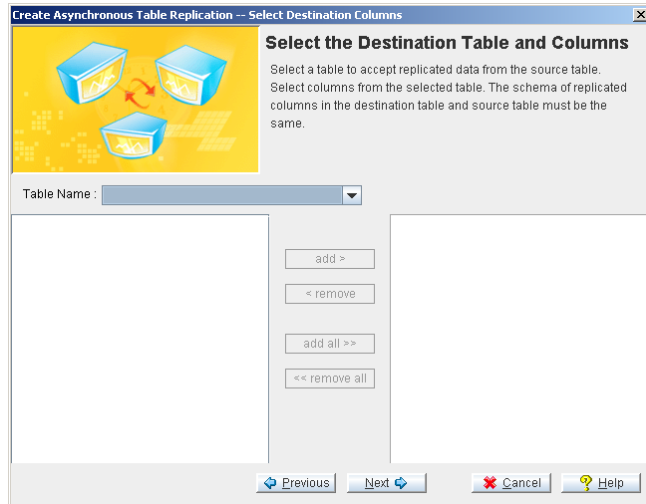 Create Asynchronous Table Replication -- Select Destination Columns
Select the Destination Table and Columns
Select a table to accept replicated data from the source table.
Select columns from the selected table. The schema of replicated
columns in the destination table and source table must be the
same.
Table Name :
add >
< remove
add all >>
<< remove all
Previous
Next
Cancel
Help